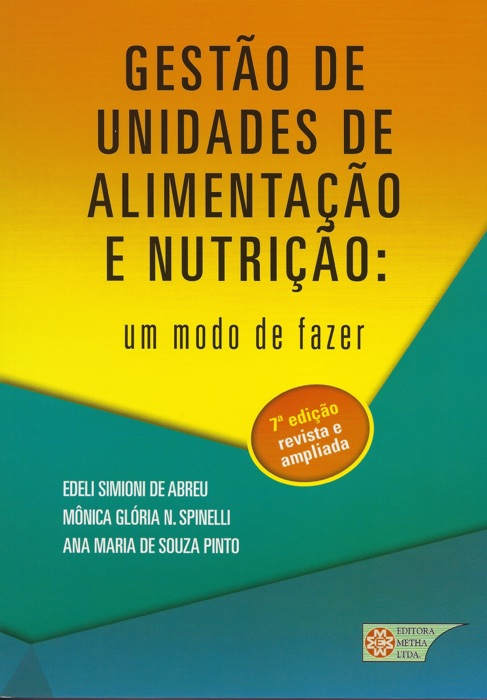 GESTÃO DE
UNIDADES DE
ALIMENTAÇÃO
E NUTRIÇÃO:
um modo de fazer
7ª edição
revista e
ampliada
EDELI SIMIONI DE ABREU
MÔNICA GLÓRIA N. SPINELLI
ANA MARIA DE SOUZA PINTO
EDITORA
METHA
LTDA.